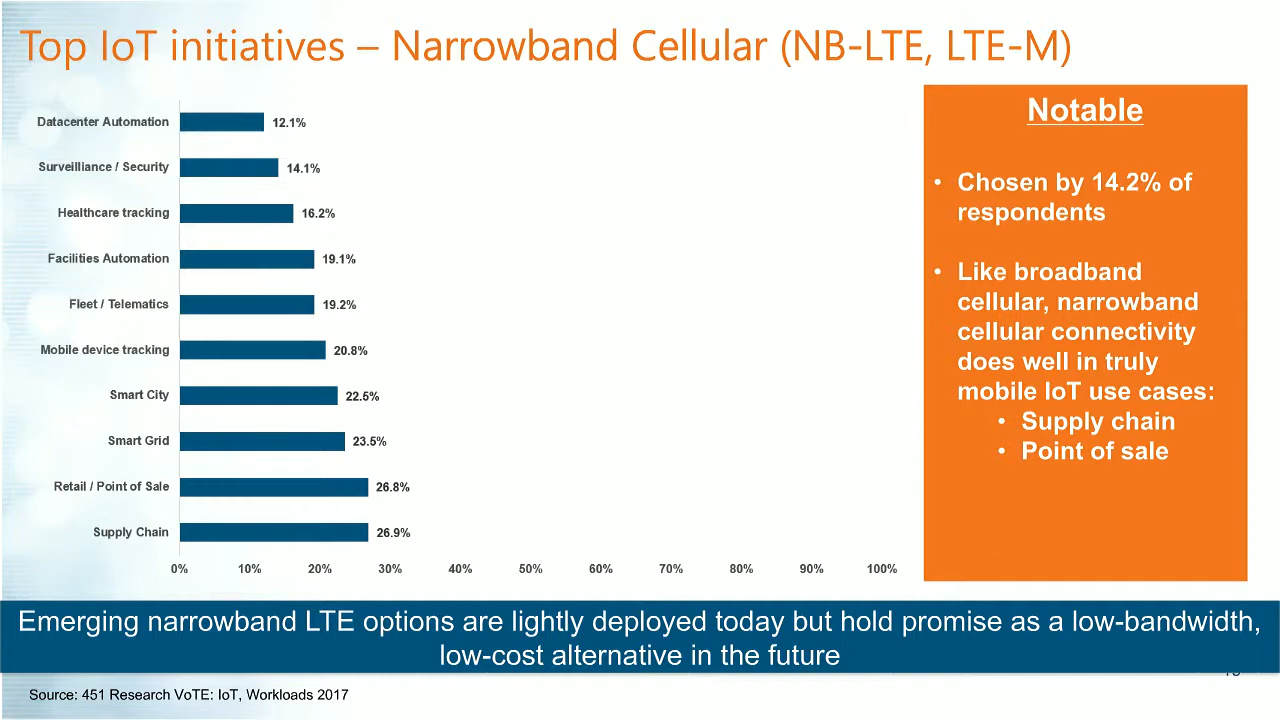 Top IoT initiatives – Narrowband Cellular (NB-LTE, LTE-M)
Datacenter Automation 12.1%
Surveilliance / Security 14.1%
Healthcare tracking 16.2%
Facilities Automation 19.1%
Fleet / Telematics 19.2%
Mobile device tracking 20.8%
Smart City 22.5%
Smart Grid 23.5%
Retail / Point of Sale 26.8%
Supply Chain 26.9%
0% 10% 20% 30% 40% 50% 60% 70% 80% 90% 100%
Notable
• Chosen by 14.2% of
respondents
• Like broadband
cellular, narrowband
cellular connectivity
does well in truly
mobile IoT use cases:
• Supply chain
• Point of sale
Emerging narrowband LTE options are lightly deployed today but hold promise as a low-bandwidth,
low-cost alternative in the future
Source: 451 Research VoTE: IoT, Workloads 2017